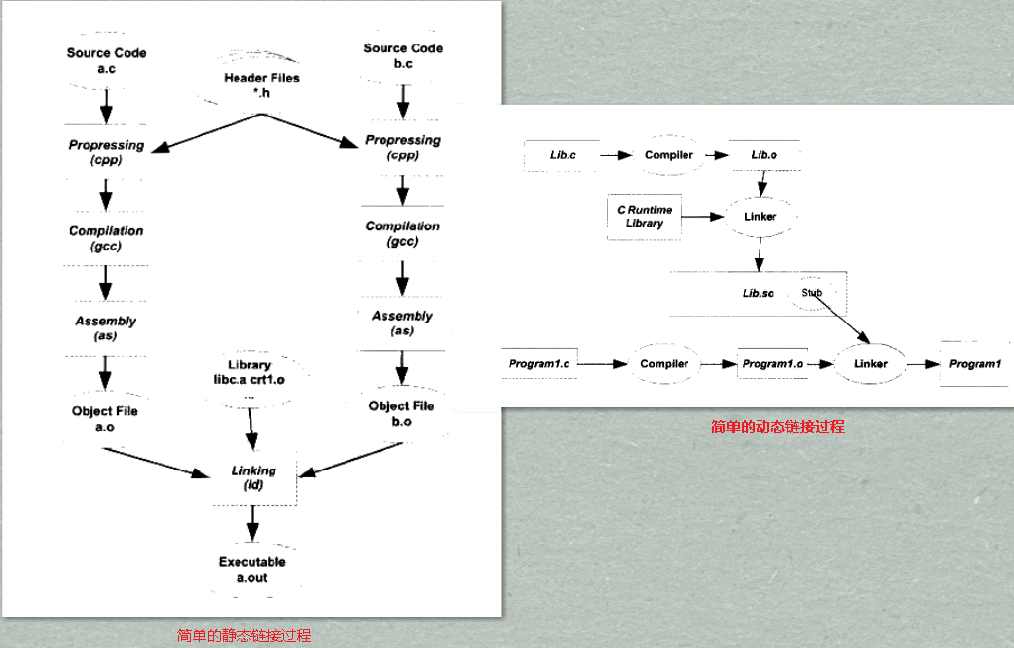 Source Code
a.c
Header Files
*.h
Source Code
b.c
Propressing
(cpp)
Propressing
(cpp)
Compilation
(gcc)
Compilation
(gcc)
Assembly
(as)
Assembly
(as)
Library
libc.a crt1.o
Object File
a.o
Object File
b.o
Linking
(ld)
Executable
a.out
简单的静态链接过程
Lib.c
Compiler
Lib.o
C Runtime
Library
Linker
Lib.so
Stub
Program1.c
Compiler
Program1.o
Linker
Program1
简单的动态链接过程